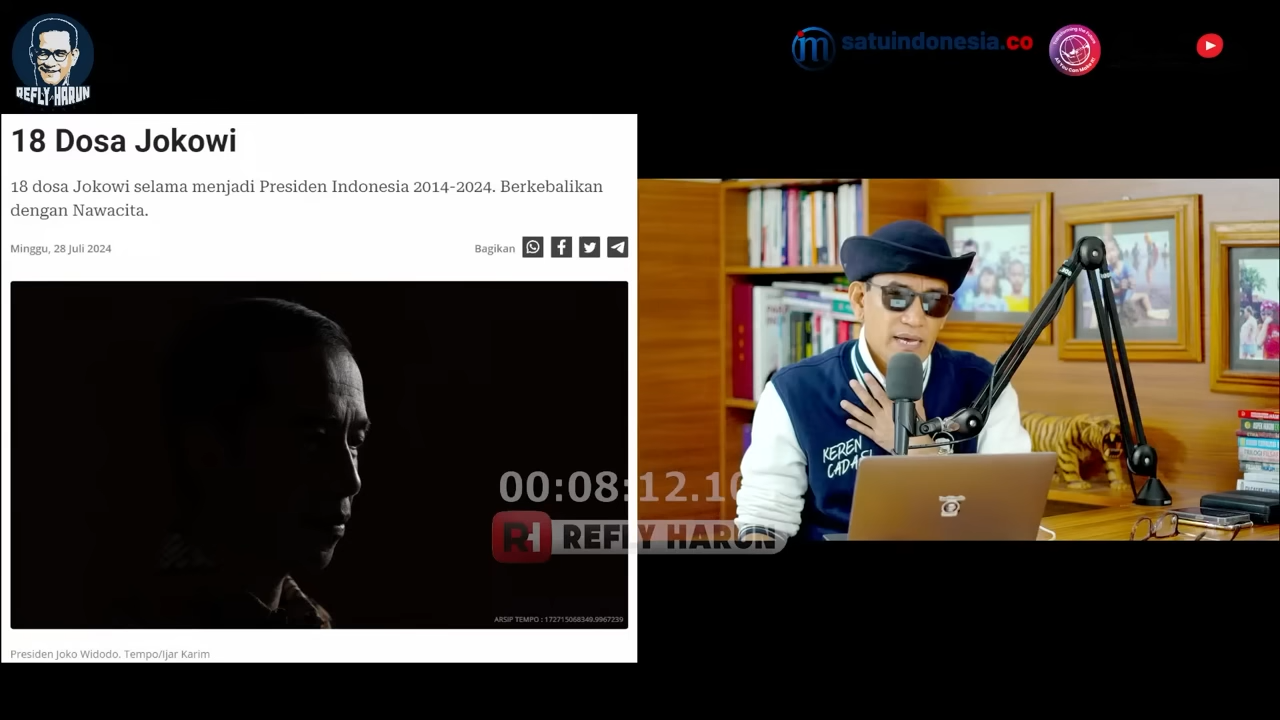 REFLY HARUN
satuindonesia.co
18 Dosa Jokowi
18 dosa Jokowi selama menjadi Presiden Indonesia 2014-2024. Berkebalikan
dengan Nawacita.
Minggu, 28 Juli 2024
Bagikan
KEREN
00:08:12.10
RH REFLY HARUN
ARSIP TEMPO : 172715068349.9967239
Presiden Joko Widodo. Tempo/Ijar Karim